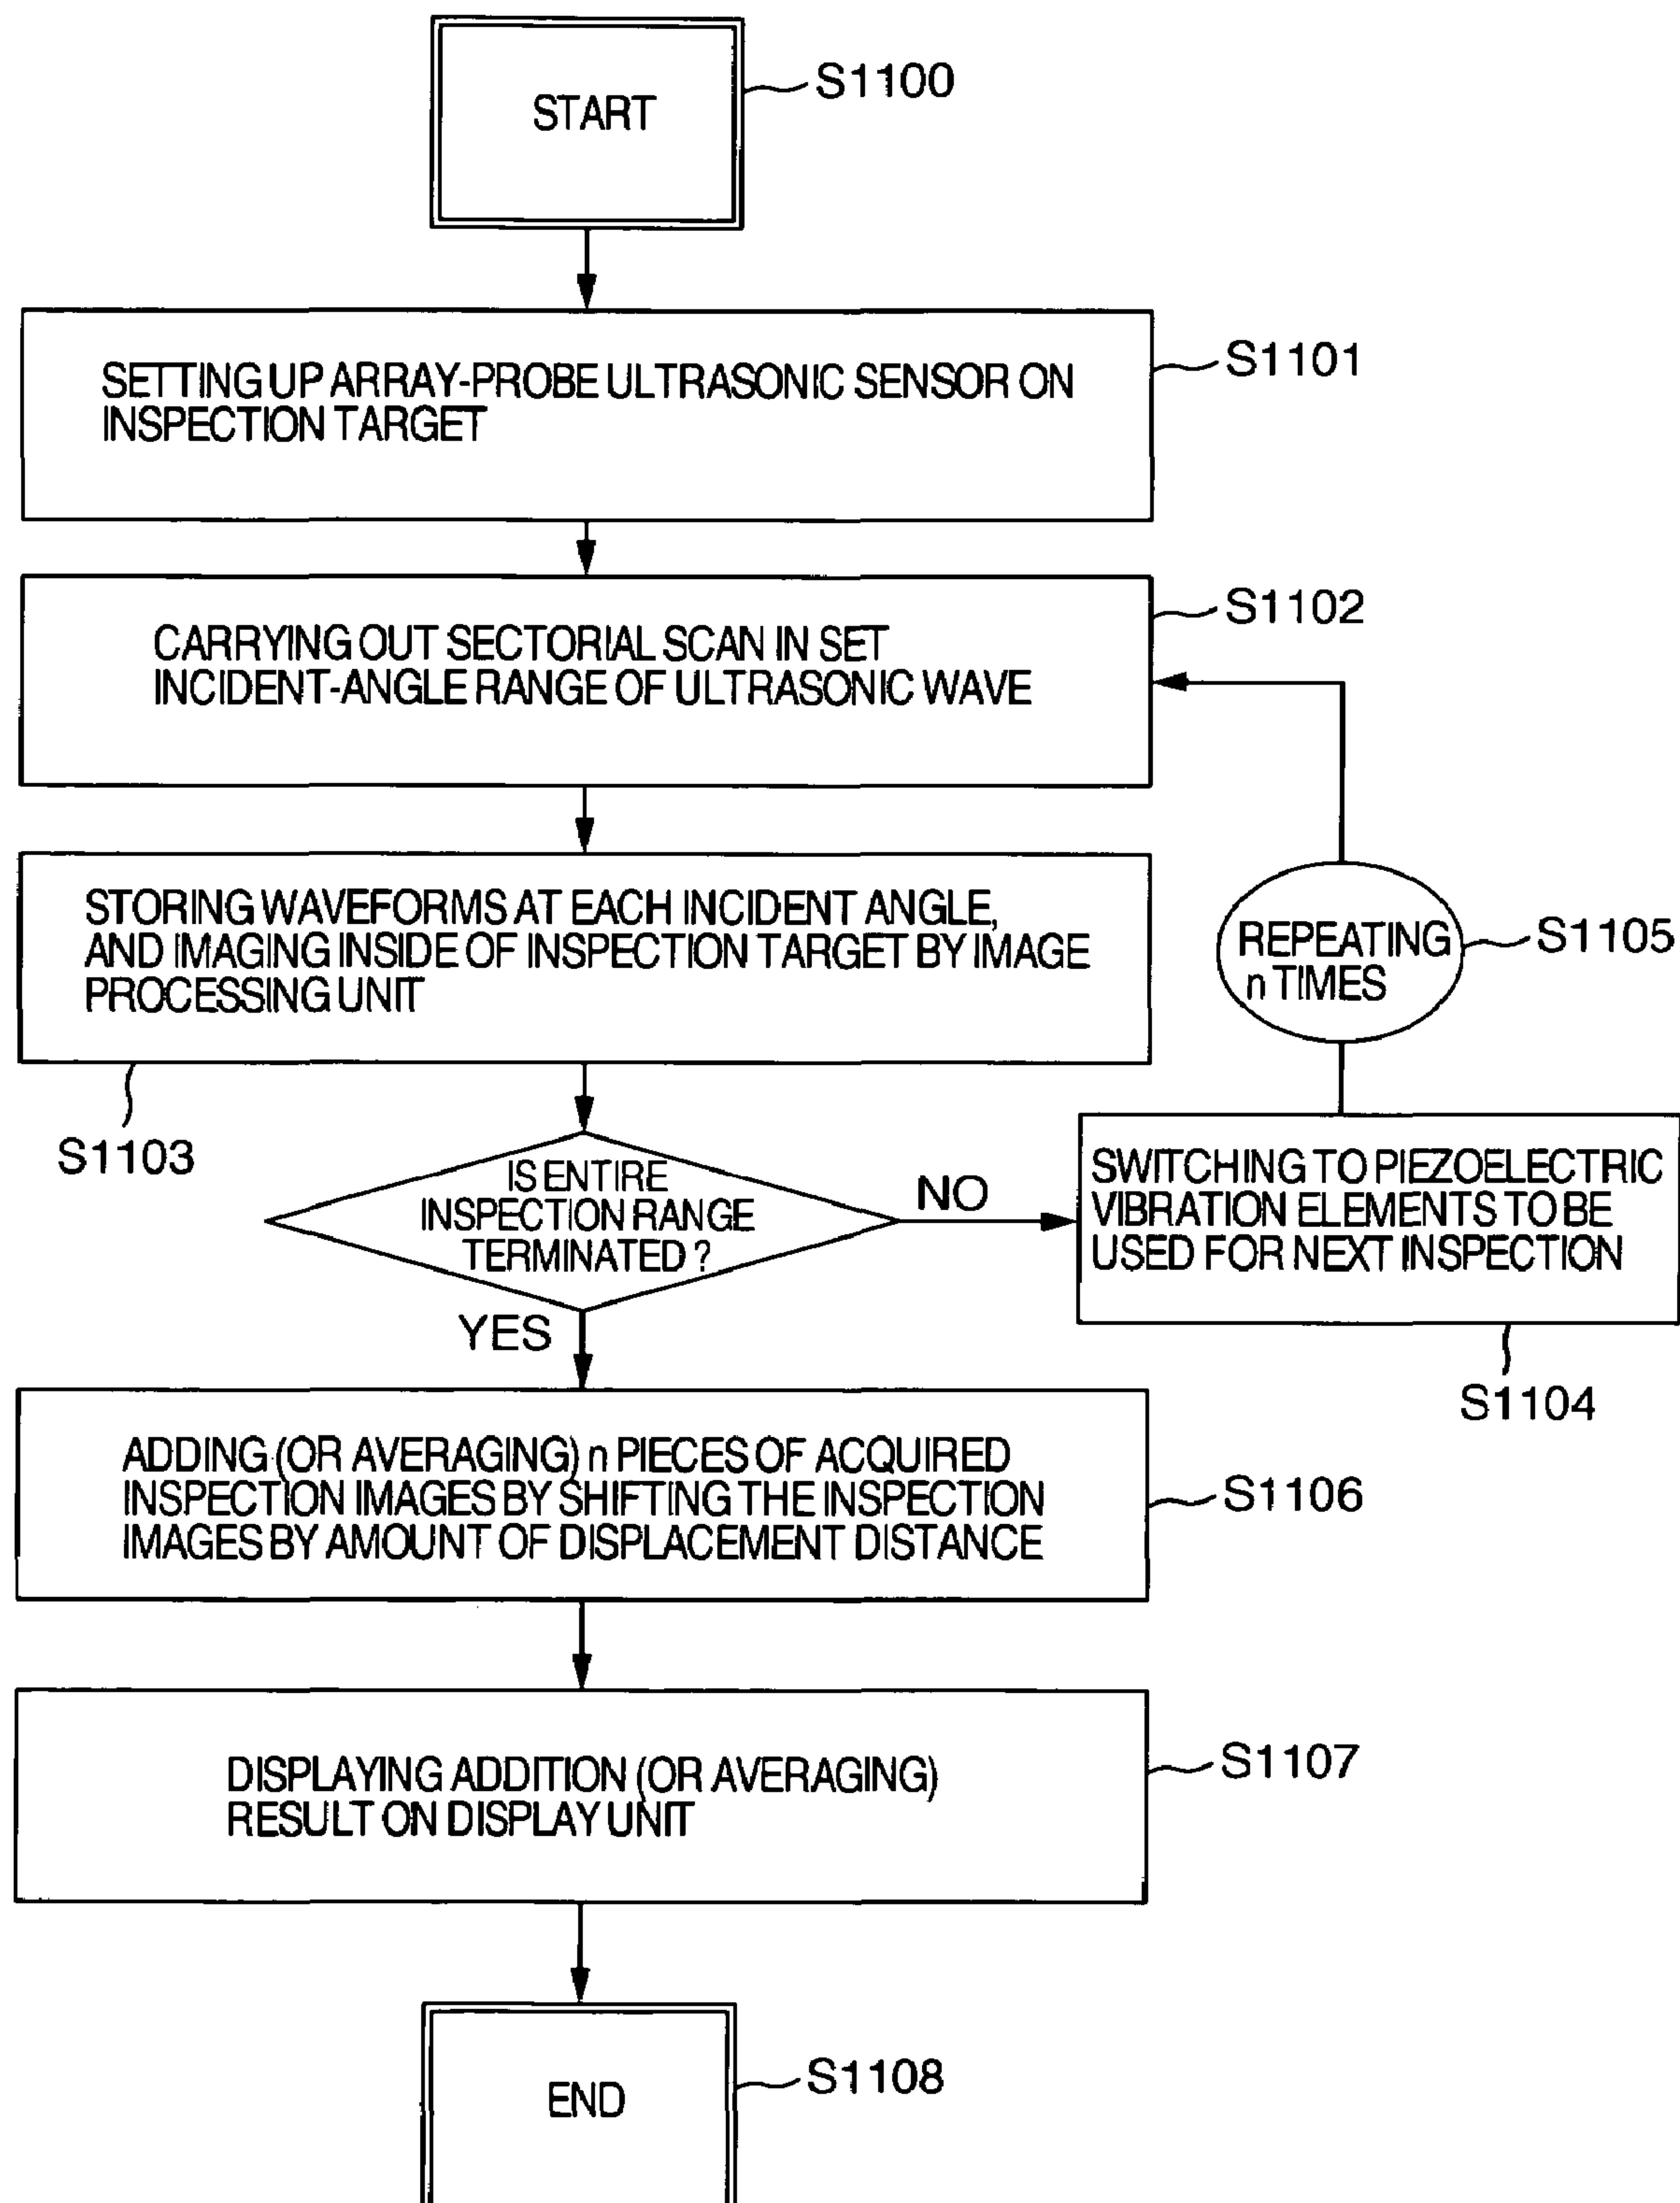 START
S1100
SETTING UP ARRAY-PROBE ULTRASONIC SENSOR ON
INSPECTION TARGET
S1101
CARRYING OUT SECTORIAL SCAN IN SET
INCIDENT-ANGLE RANGE OF ULTRASONIC WAVE
S1102
STORING WAVEFORMS AT EACH INCIDENT ANGLE,
AND IMAGING INSIDE OF INSPECTION TARGET BY IMAGE
PROCESSING UNIT
S1103
REPEATING
n TIMES
S1105
IS ENTIRE
INSPECTION RANGE
TERMINATED ?
NO
SWITCHING TO PIEZOELECTRIC
VIBRATION ELEMENTS TO BE
USED FOR NEXT INSPECTION
S1104
YES
ADDING (OR AVERAGING) n PIECES OF ACQUIRED
INSPECTION IMAGES BY SHIFTING THE INSPECTION
IMAGES BY AMOUNT OF DISPLACEMENT DISTANCE
S1106
DISPLAYING ADDITION (OR AVERAGING)
RESULT ON DISPLAY UNIT
S1107
END
S1108